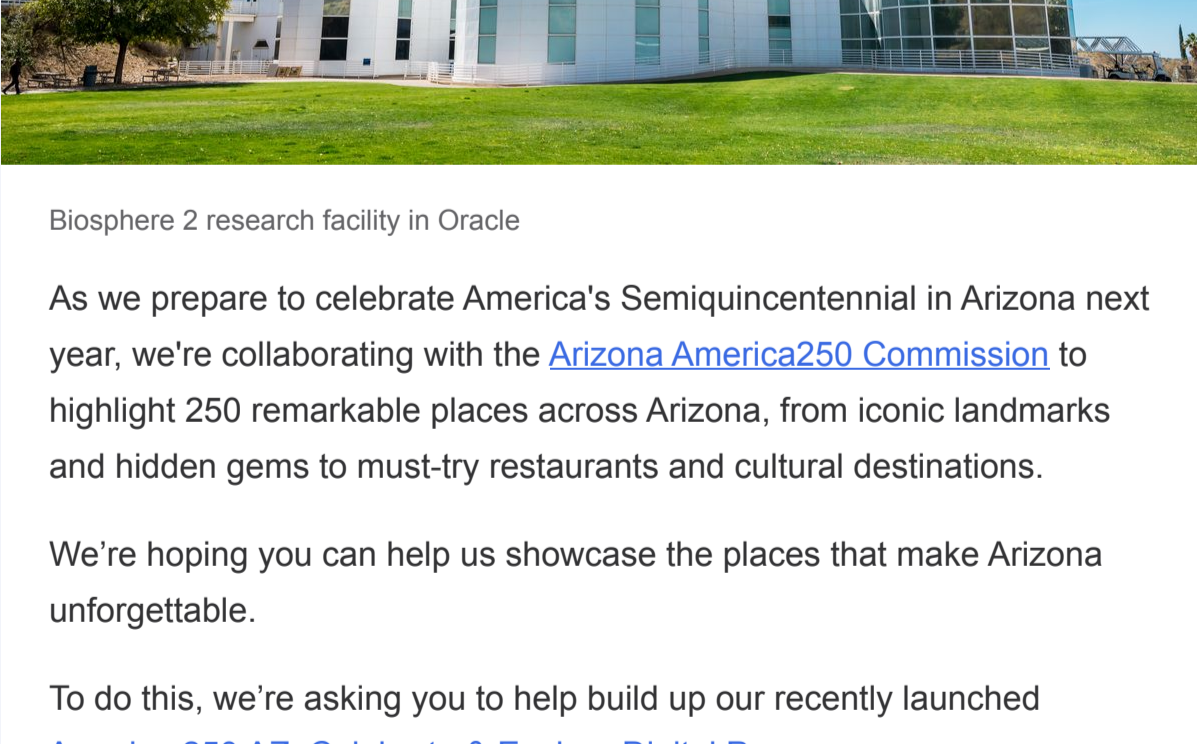 Biosphere 2 research facility in Oracle
As we prepare to celebrate America's Semiquincentennial in Arizona next
year, we're collaborating with the Arizona America250 Commission to
highlight 250 remarkable places across Arizona, from iconic landmarks
and hidden gems to must-try restaurants and cultural destinations.
We’re hoping you can help us showcase the places that make Arizona
unforgettable.
To do this, we’re asking you to help build up our recently launched